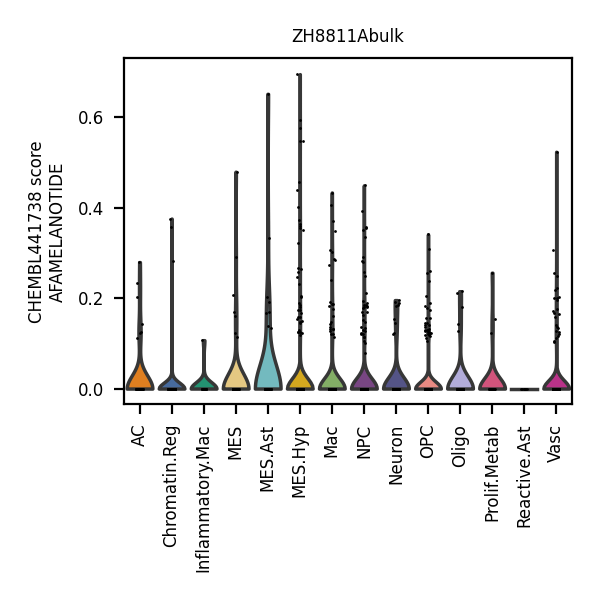 ZH8811Abulk
CHEMBL441738 score
AFAMELANOTIDE
0.6
0.4
0.2
0.0
AC
Chromatin.Reg
Inflammatory.Mac
MES
MES.Ast
MES.Hyp
Mac
NPC
Neuron
OPC
Oligo
Prolif.Metab
Reactive.Ast
Vasc